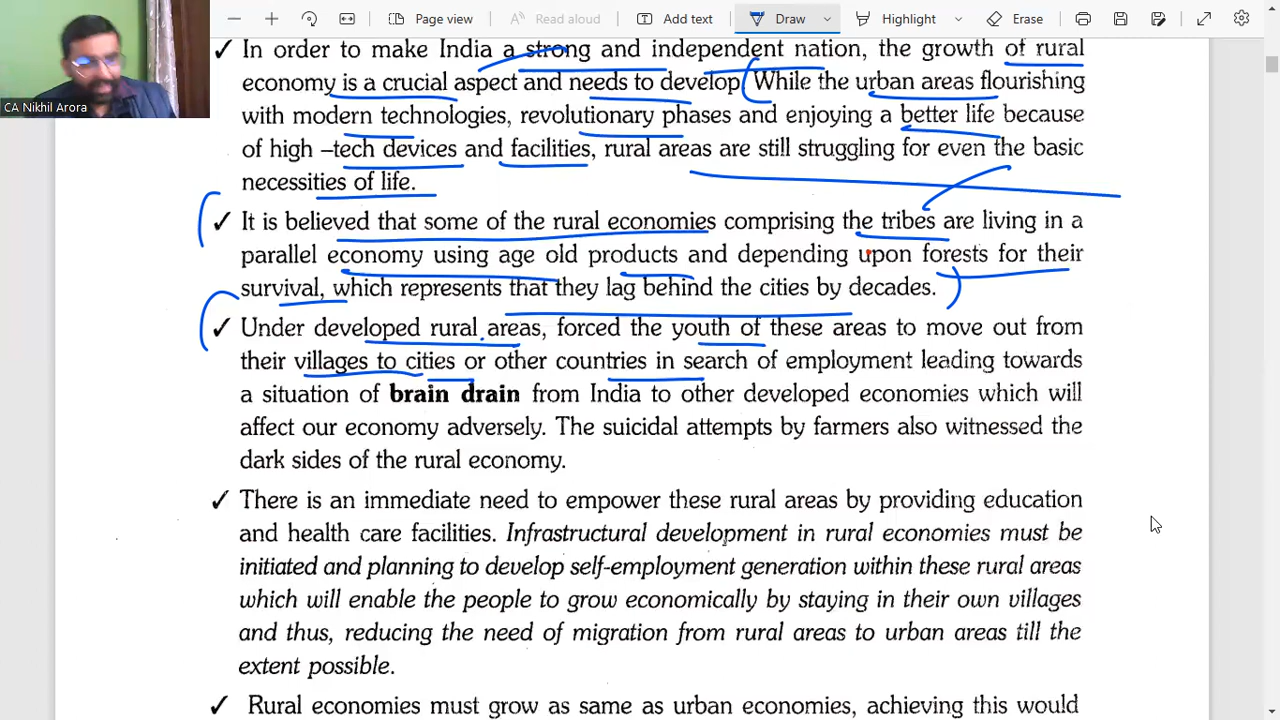 Page view
Read aloud
Add text
Draw
Highlight
Erase
CA Nikhil Arora
✓ In order to make India a strong and independent nation, the growth of rural
economy is a crucial aspect and needs to develop. While the urban areas flourishing
with modern technologies, revolutionary phases and enjoying a better life because
of high –tech devices and facilities, rural areas are still struggling for even the basic
necessities of life.
✓ It is believed that some of the rural economies comprising the tribes are living in a
parallel economy using age old products and depending upon forests for their
survival, which represents that they lag behind the cities by decades.
✓ Under developed rural areas, forced the youth of these areas to move out from
their villages to cities or other countries in search of employment leading towards
a situation of brain drain from India to other developed economies which will
affect our economy adversely. The suicidal attempts by farmers also witnessed the
dark sides of the rural economy.
✓ There is an immediate need to empower these rural areas by providing education
and health care facilities. Infrastructural development in rural economies must be
initiated and planning to develop self-employment generation within these rural areas
which will enable the people to grow economically by staying in their own villages
and thus, reducing the need of migration from rural areas to urban areas till the
extent possible.
✓ Rural economies must grow as same as urban economies, achieving this would